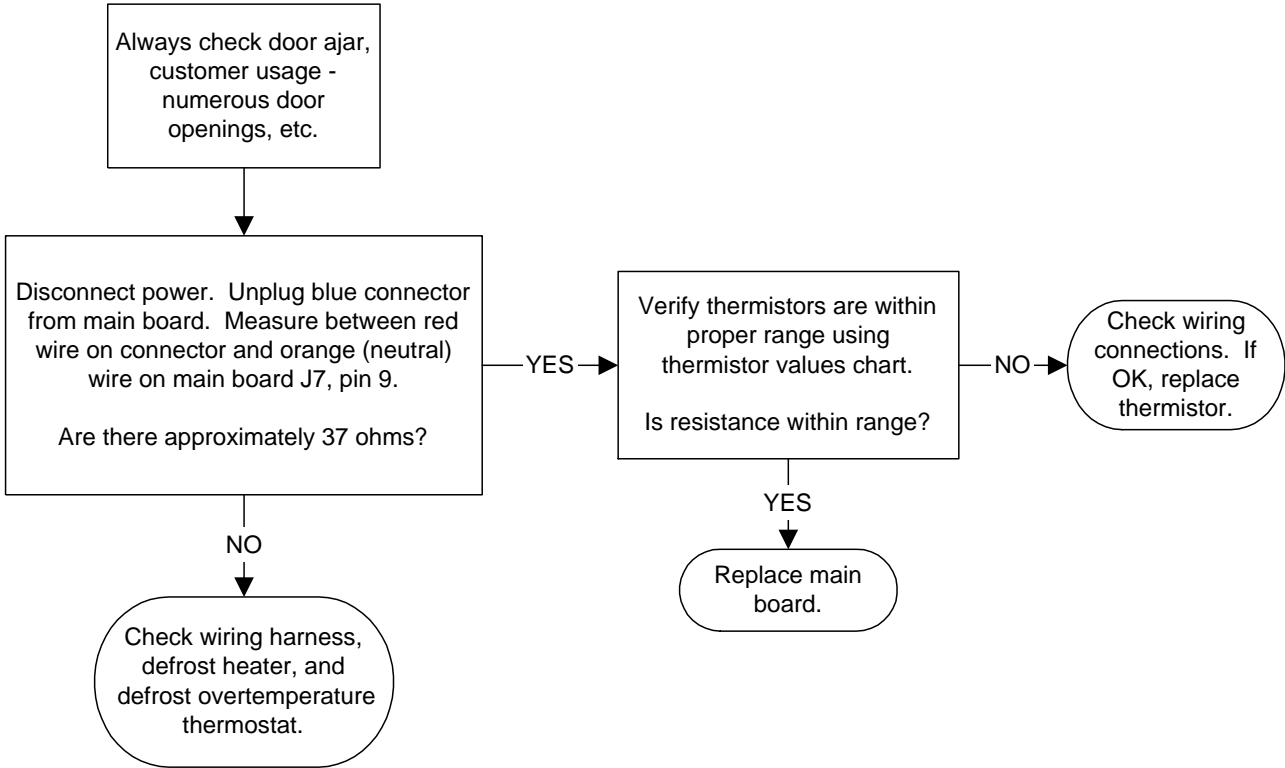 Always check door ajar,
customer usage -
numerous door
openings, etc.
Disconnect power.  Unplug blue connector
from main board.  Measure between red
wire on connector and orange (neutral)
wire on main board J7, pin 9.
Are there approximately 37 ohms?
YES
Verify thermistors are within
proper range using
thermistor values chart.
Is resistance within range?
NO
Check wiring
connections.  If
OK, replace
thermistor.
YES
Replace main
board.
NO
Check wiring harness,
defrost heater, and
defrost overtemperature
thermostat.